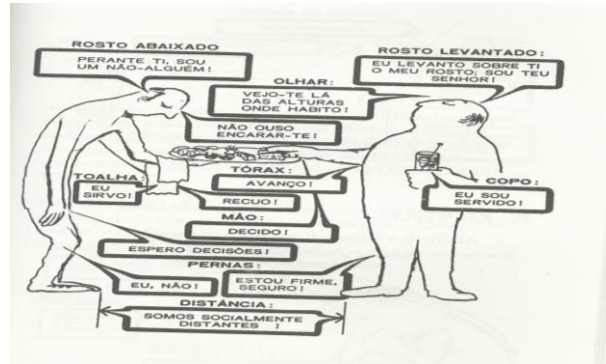 ROSTO ABAIXADO
PERANTE TI, SOU
UM NÃO-ALGUÉM!
ROSTO LEVANTADO:
EU LEVANTO SOBRE TI
O MEU ROSTO; SOU TEU
SENHOR!
OLHAR:
VEJO-TE LÁ
DAS ALTURAS
ONDE HABITO!
NÃO OUSO
ENCARAR-TE!
TOALHA:
EU
SIRVO!
TÓRAX:
AVANÇO!
RECUO!
COPO:
EU SOU
SERVIDO!
MÃO:
DECIDO!
ESPERO DECISÕES!
PERNAS:
EU, NÃO!
ESTOU FIRME,
SEGURO!
DISTÂNCIA:
SOMOS SOCIALMENTE
DISTANTES !